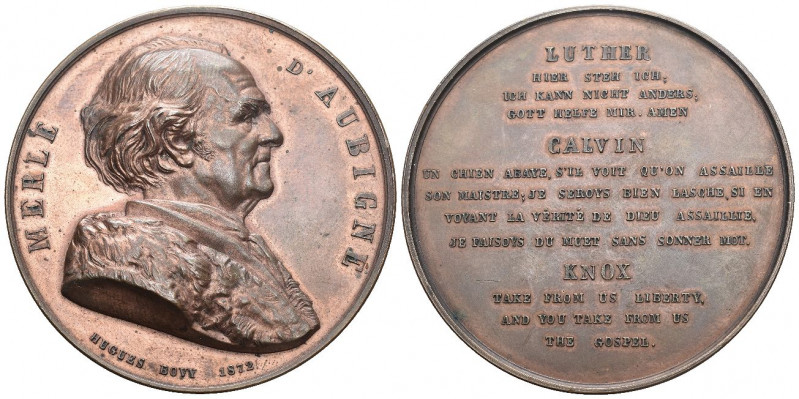 MERLE D'AUBIGNÉ
HUGUES BOVY 1872
LUTHER
HIER STEH ICH;
ICH KANN NICHT ANDERS;
GOTT HELFE MIR. AMEN
CALVIN
UN CHIEN ABAYE, S'IL VOIT QU'ON ASSAILLE
SON MAISTRE; JE SEROYS BIEN LASCHE, SI EN
VOYANT LA VÉRITÉ DE DIEU ASSAILLIE,
JE FAISOYS DU MUET SANS SONNER MOT.
KNOX
TAKE FROM US LIBERTY,
AND YOU TAKE FROM US
THE GOSPEL.